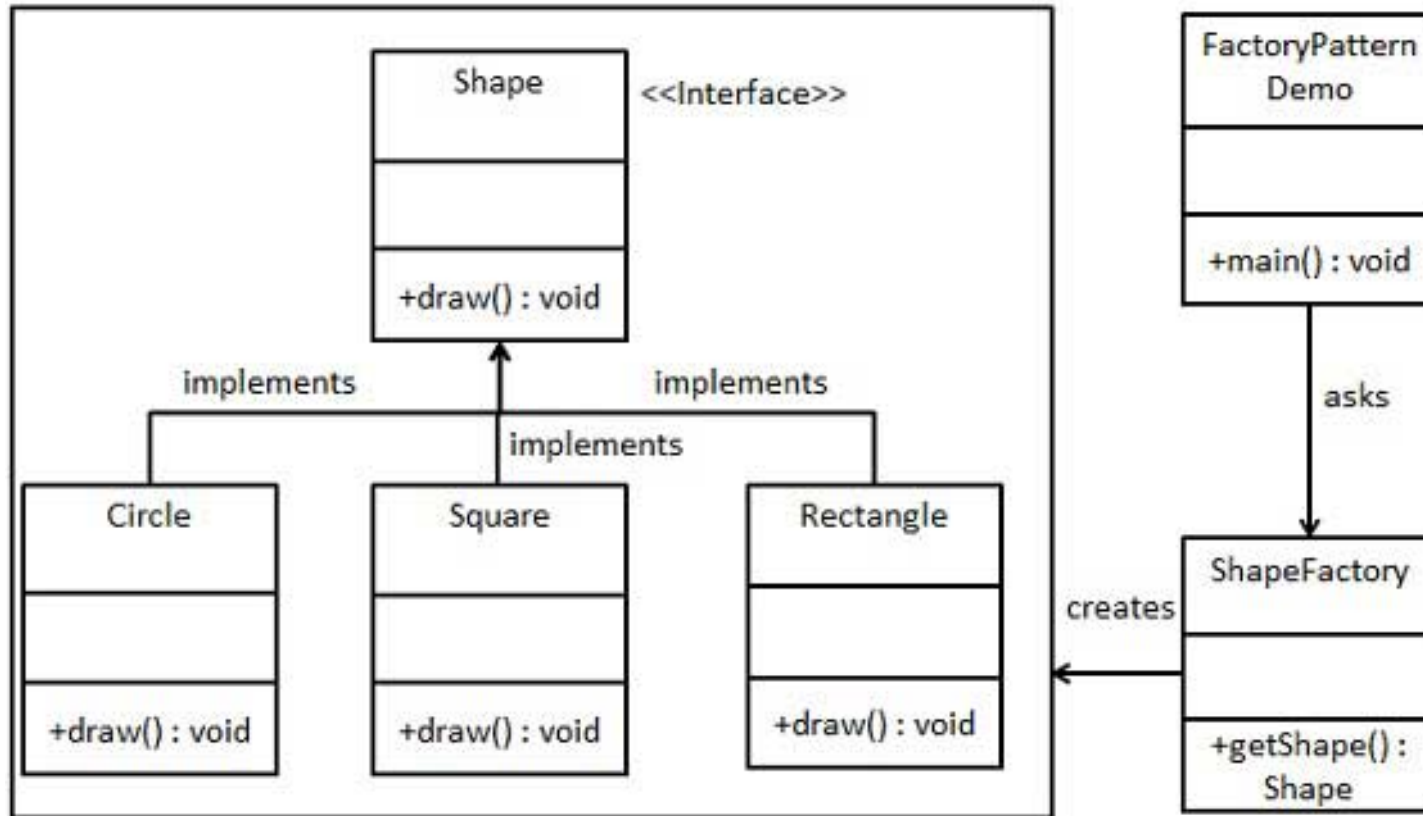 Shape
<<Interface>>
+draw() : void
implements
implements
implements
Circle
+draw() : void
Square
+draw() : void
Rectangle
+draw() : void
FactoryPattern
Demo
+main() : void
asks
ShapeFactory
+getShape() :
Shape
creates